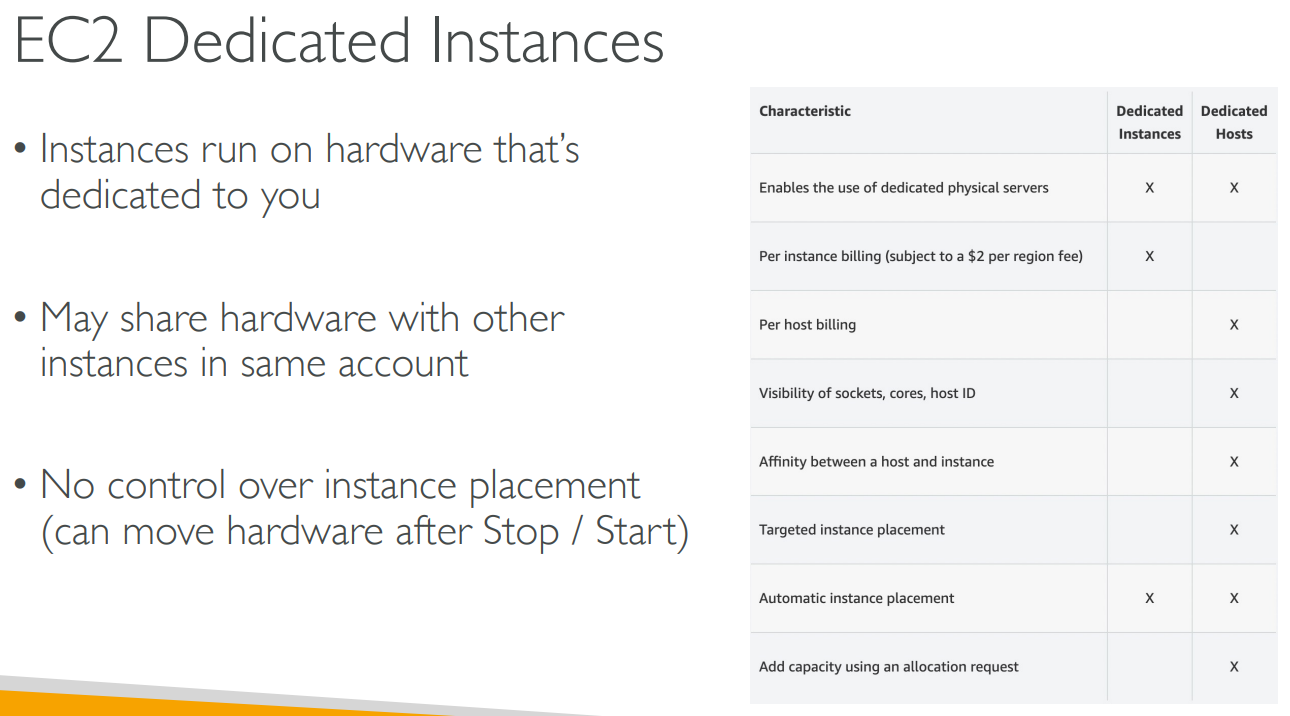 EC2 Dedicated Instances
• Instances run on hardware that's
dedicated to you
• May share hardware with other
instances in same account
• No control over instance placement
(can move hardware after Stop / Start)
Characteristic Dedicated Instances Dedicated Hosts
Enables the use of dedicated physical servers X X
Per instance billing (subject to a $2 per region fee) X
Per host billing X
Visibility of sockets, cores, host ID X
Affinity between a host and instance X
Targeted instance placement X
Automatic instance placement X X
Add capacity using an allocation request X